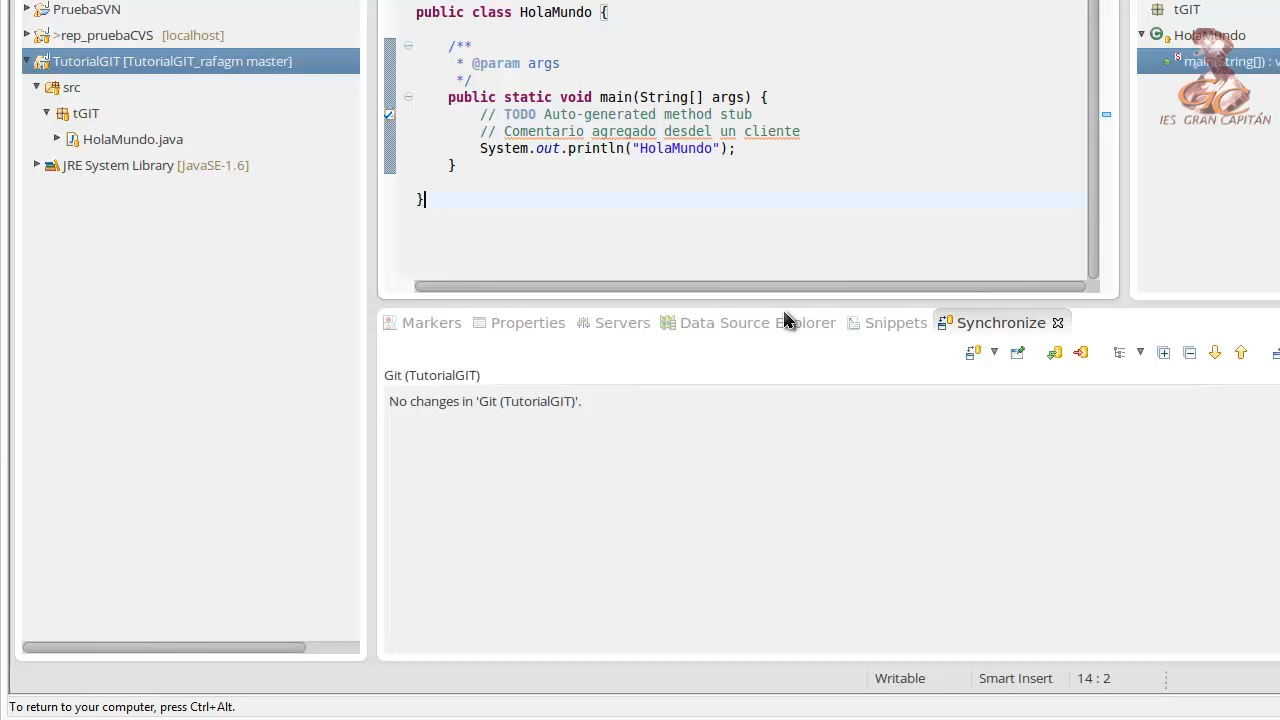 PruebaSVN
>rep_pruebaCVS [localhost]
TutorialGIT [TutorialGIT_rafagm master]
src
tGIT
HolaMundo.java
JRE System Library [JavaSE-1.6]
public class HolaMundo {
/**
* @param args
*/
public static void main(String[] args) {
// TODO Auto-generated method stub
// Comentario agregado desdel un cliente
System.out.println("HolaMundo");
}
}
tGIT
HolaMundo
main(String[]) : v
IES GRAN CAPITÁN
Markers Properties Servers Data Source Explorer Snippets Synchronize
Git (TutorialGIT)
No changes in 'Git (TutorialGIT)'.
Writable Smart Insert 14 : 2
To return to your computer, press Ctrl+Alt.